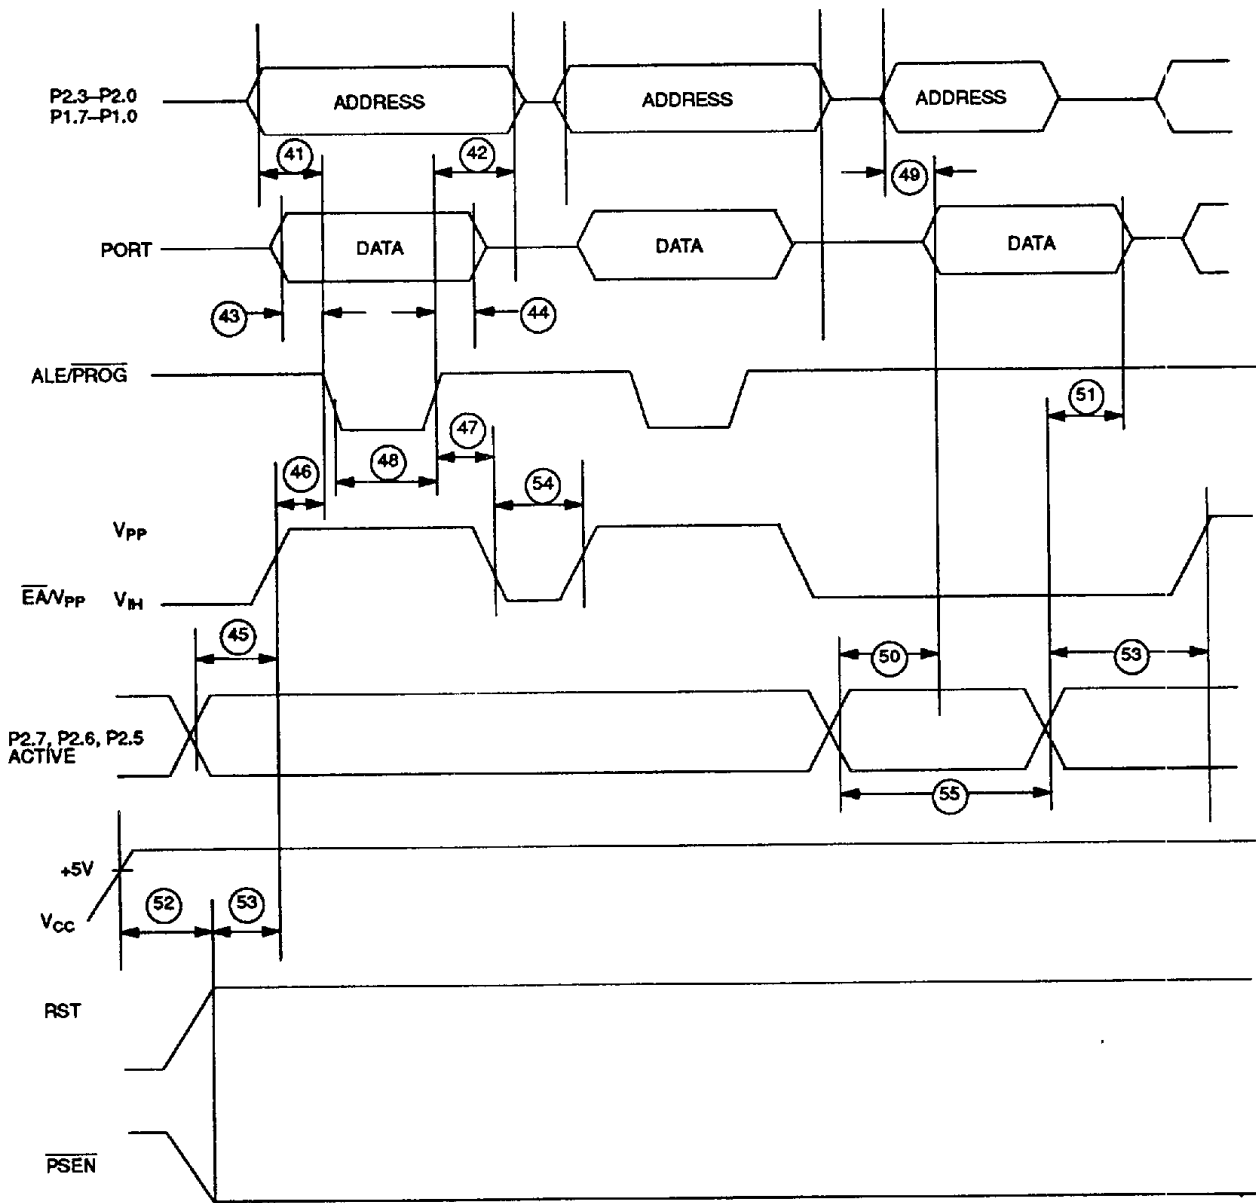 P2.3–P2.0
P1.7–P1.0
ADDRESS
ADDRESS
ADDRESS
41
42
49
PORT
DATA
DATA
DATA
43
44
ALE/PROG
51
47
46
48
54
VPP
EA/VPP VIH
45
50
53
P2.7, P2.6, P2.5
ACTIVE
55
+5V
52
53
VCC
RST
PSEN